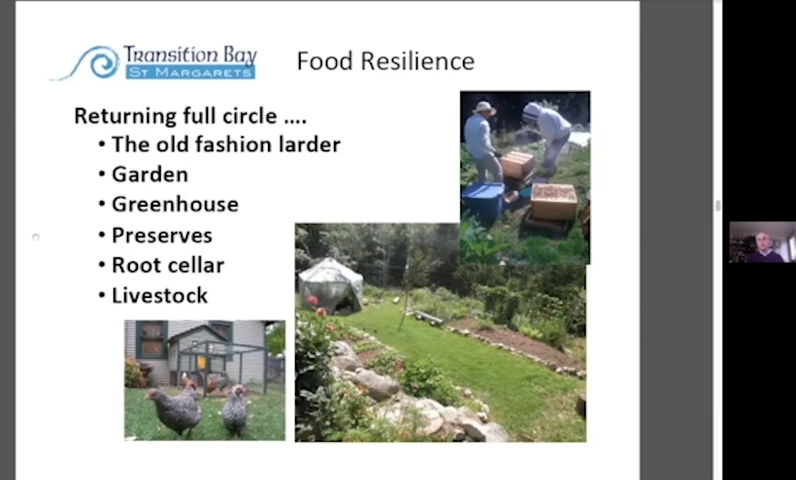 Transition Bay
St Margarets
Food Resilience
Returning full circle ....
• The old fashion larder
• Garden
• Greenhouse
• Preserves
• Root cellar
• Livestock